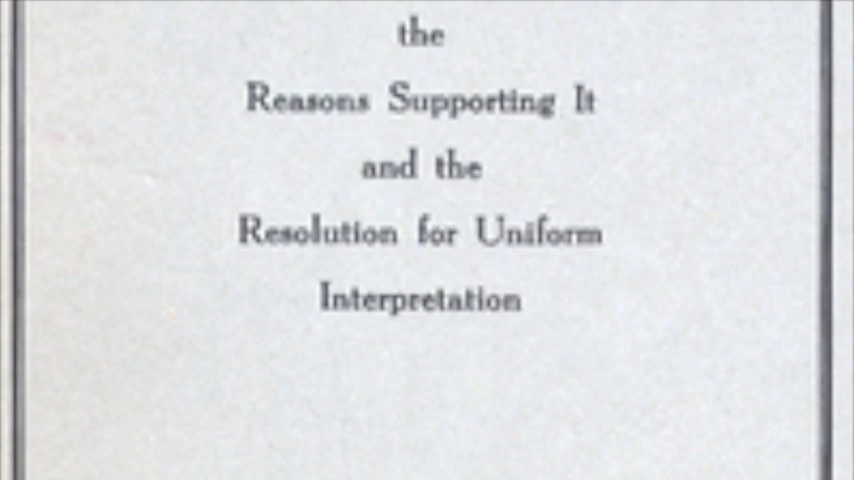 the
Reasons Supporting It
and the
Resolution for Uniform
Interpretation